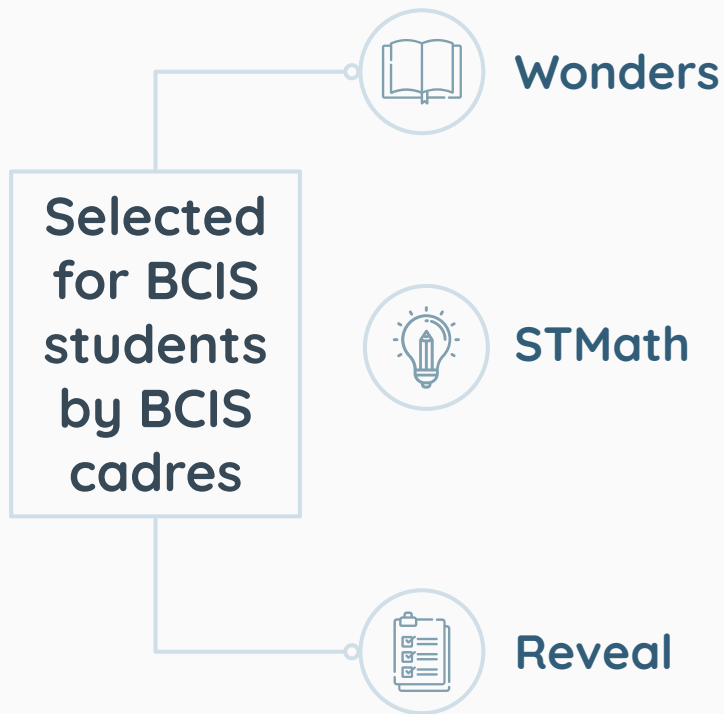 Wonders
Selected
for BCIS
students
by BCIS
cadres
STMath
Reveal